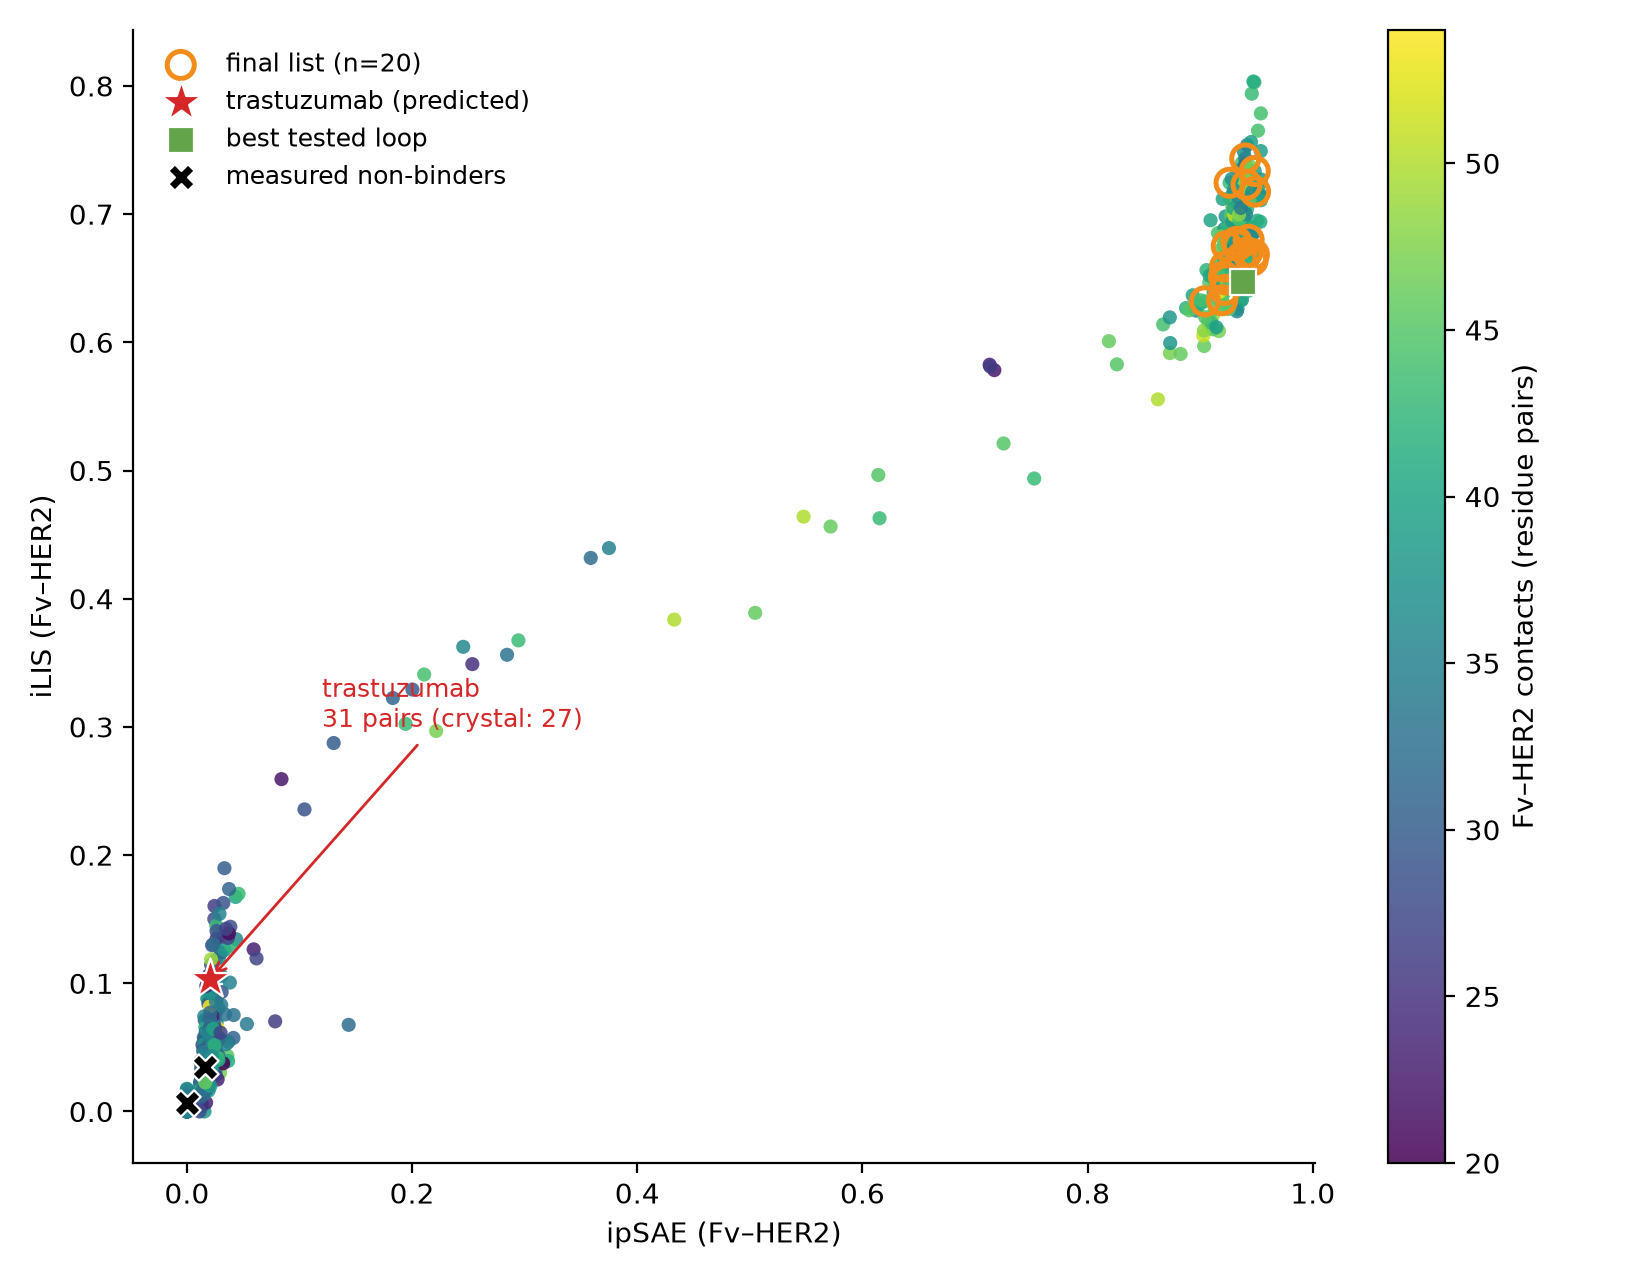 final list (n=20)
trastuzumab (predicted)
best tested loop
measured non-binders
0.8
0.7
0.6
0.5
0.4
0.3
0.2
0.1
0.0
iLIS (Fv–HER2)
trastuzumab
31 pairs (crystal: 27)
0.0
0.2
0.4
0.6
0.8
1.0
ipSAE (Fv–HER2)
50
45
40
35
30
25
20
Fv–HER2 contacts (residue pairs)